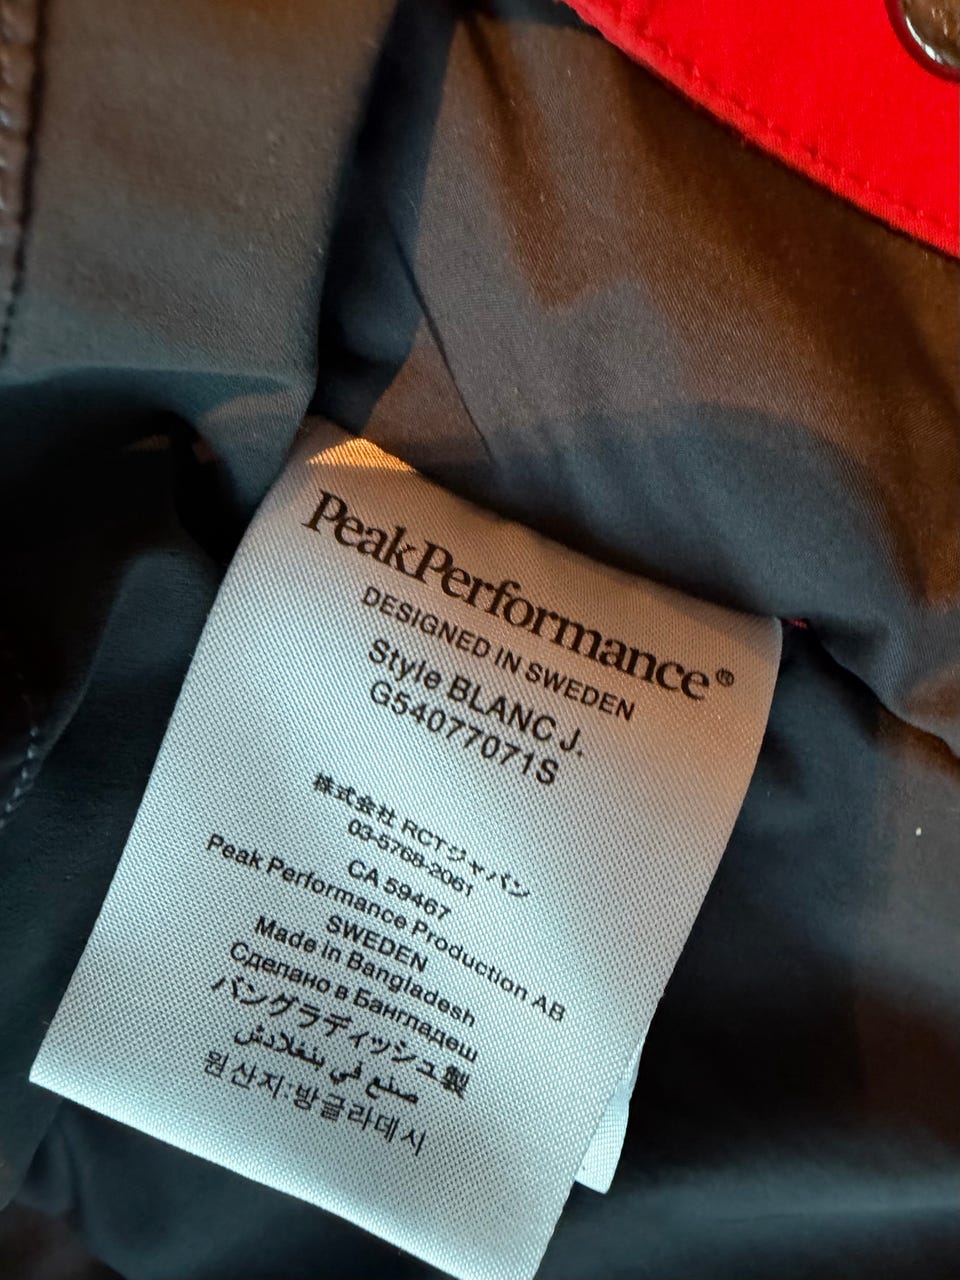 PeakPerformance®
DESIGNED IN SWEDEN
Style BLANC J.
G54077071S
株式会社 RCTジャパン
03-5768-2061
CA 59467
Peak Performance Production AB
SWEDEN
Made in Bangladesh
Сделано в Бангладеш
バングラディッシュ製
صنع في بنغلادش
원산지:방글라데시